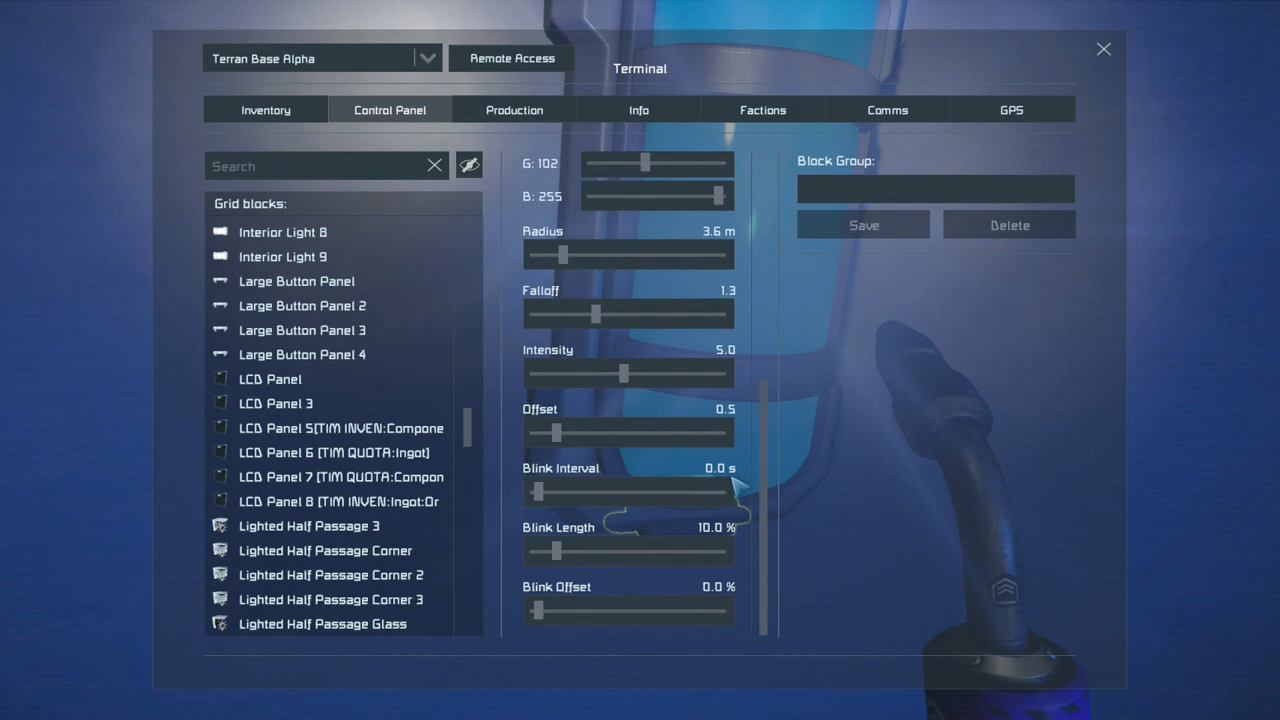 Terran Base Alpha
Remote Access
Terminal
Inventory
Control Panel
Production
Info
Factions
Comms
GPS
Search
Grid blocks:
Interior Light 8
Interior Light 9
Large Button Panel
Large Button Panel 2
Large Button Panel 3
Large Button Panel 4
LCD Panel
LCD Panel 3
LCD Panel 5[TIM INVEN:Compone
LCD Panel 6 [TIM QUOTA:Ingot]
LCD Panel 7 [TIM QUOTA:Compon
LCD Panel 8 [TIM INVEN:Ingot:Or
Lighted Half Passage 3
Lighted Half Passage Corner
Lighted Half Passage Corner 2
Lighted Half Passage Corner 3
Lighted Half Passage Glass
G: 102
B: 255
Radius 3.6 m
Falloff 1.3
Intensity 5.0
Offset 0.5
Blink Interval 0.0 s
Blink Length 10.0 %
Blink Offset 0.0 %
Block Group:
Save
Delete